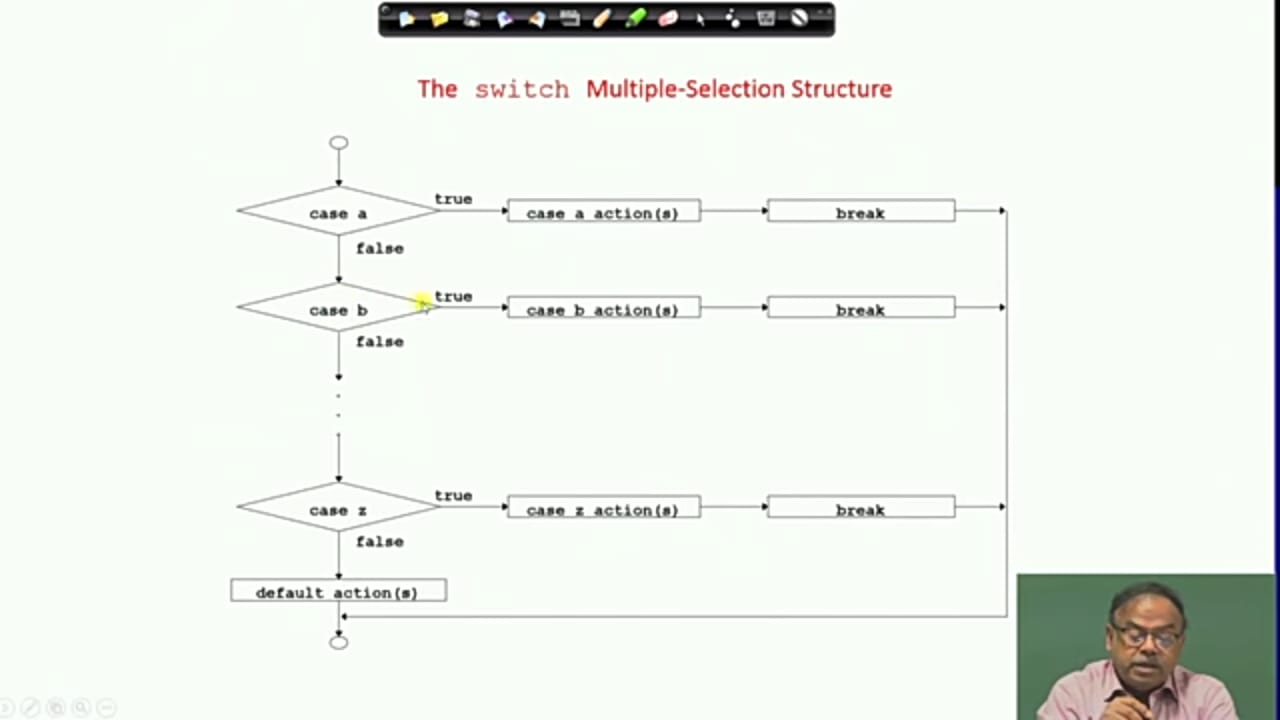 The switch Multiple-Selection Structure
true
case a case a action(s) break
false
true
case b case b action(s) break
false
.
.
.
true
case z case z action(s) break
false
default action(s)